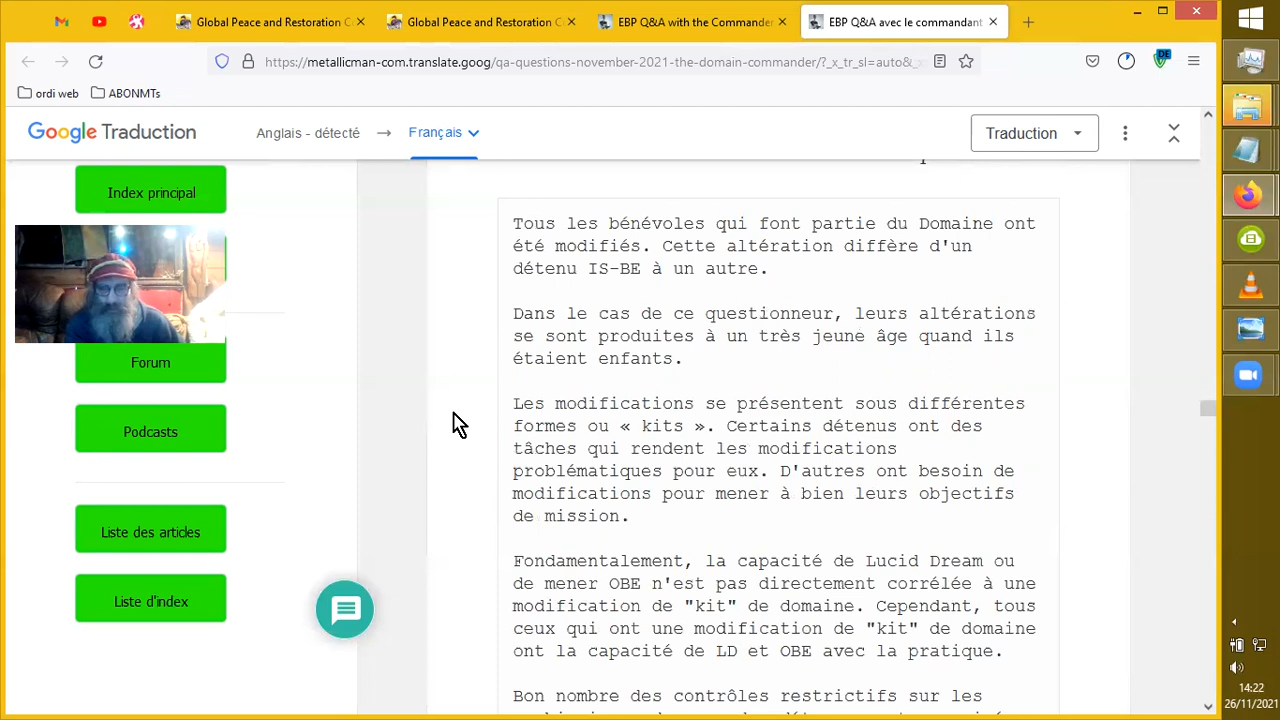 Global Peace and Restoration C
Global Peace and Restoration C
EBP Q&A with the Commander
EBP Q&A avec le commandant
https://metallicman-com.translate.goog/qa-questions-november-2021-the-domain-commander/?_x_tr_sl=auto&_x
DE
ordi web
ABONMTs
Google Traduction
Anglais - détecté
Français
Traduction
Index principal
Forum
Podcasts
Liste des articles
Liste d'index
Tous les bénévoles qui font partie du Domaine ont
été modifiés. Cette altération diffère d'un
détenu IS-BE à un autre.
Dans le cas de ce questionneur, leurs altérations
se sont produites à un très jeune âge quand ils
étaient enfants.
Les modifications se présentent sous différentes
formes ou « kits ». Certains détenus ont des
tâches qui rendent les modifications
problématiques pour eux. D'autres ont besoin de
modifications pour mener à bien leurs objectifs
de mission.
Fondamentalement, la capacité de Lucid Dream ou
de mener OBE n'est pas directement corrélée à une
modification de "kit" de domaine. Cependant, tous
ceux qui ont une modification de "kit" de domaine
ont la capacité de LD et OBE avec la pratique.
Bon nombre des contrôles restrictifs sur les
14:22
26/11/2021